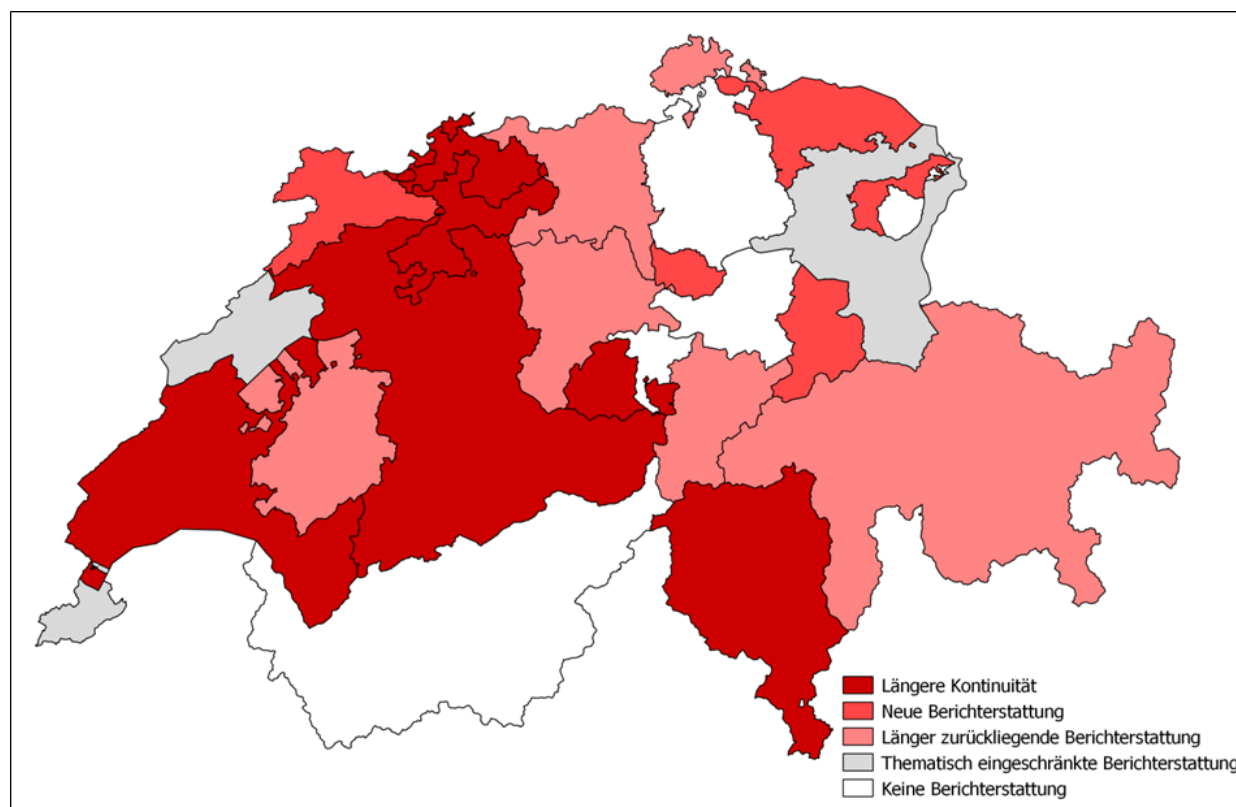 Längere Kontinuität
Neue Berichterstattung
Länger zurückliegende Berichterstattung
Thematisch eingeschränkte Berichterstattung
Keine Berichterstattung